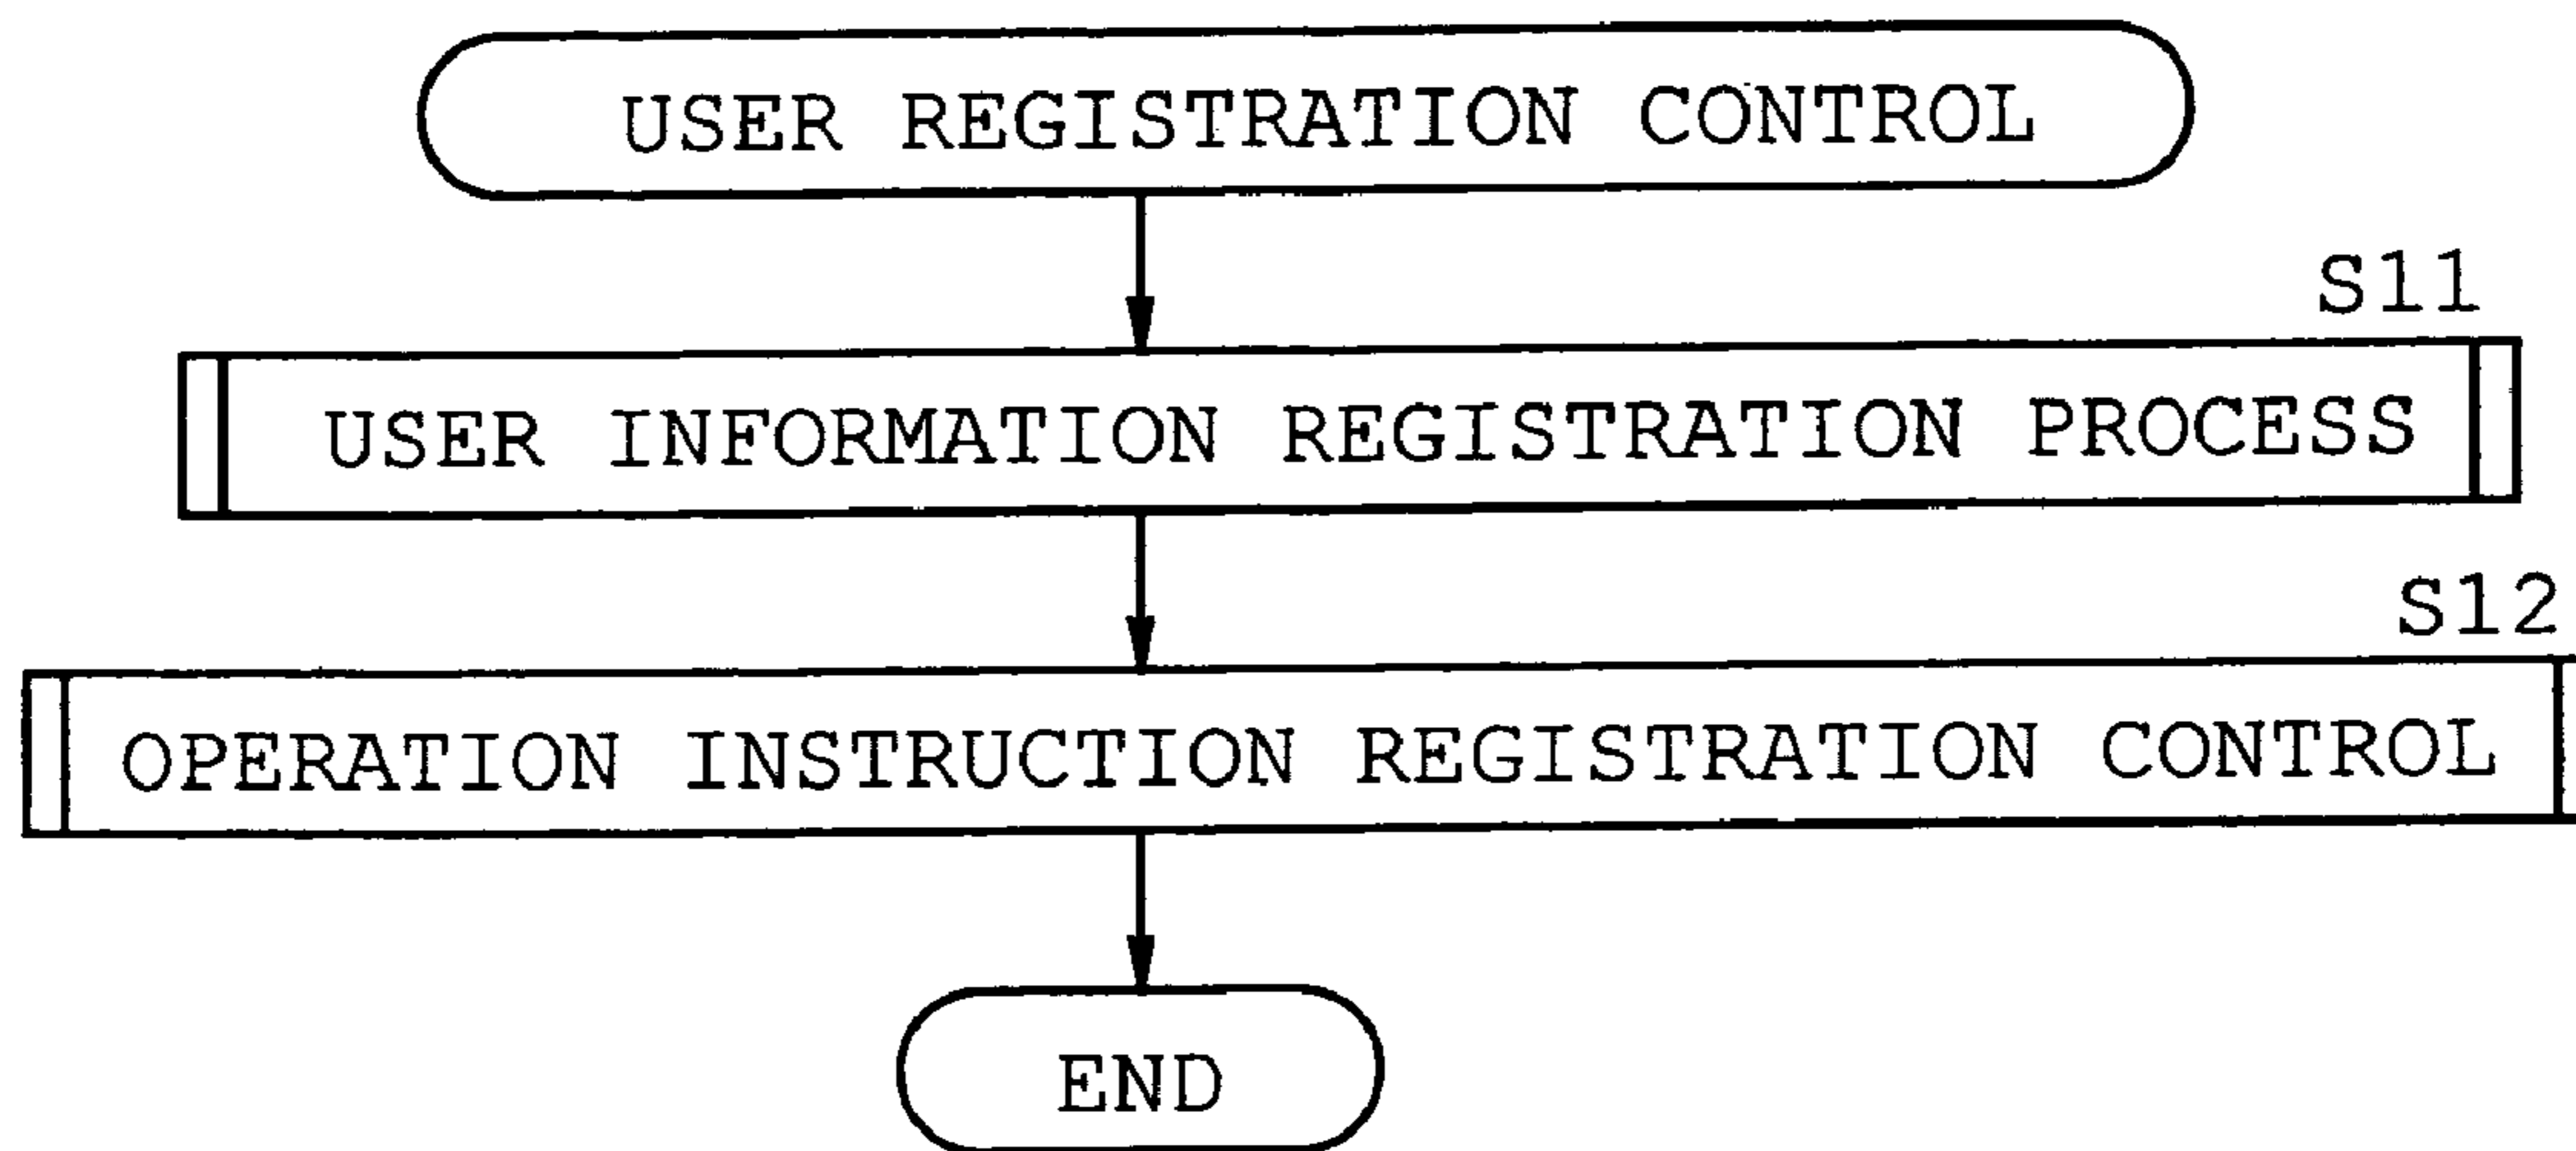 USER REGISTRATION CONTROL
S11
USER INFORMATION REGISTRATION PROCESS
S12
OPERATION INSTRUCTION REGISTRATION CONTROL
END